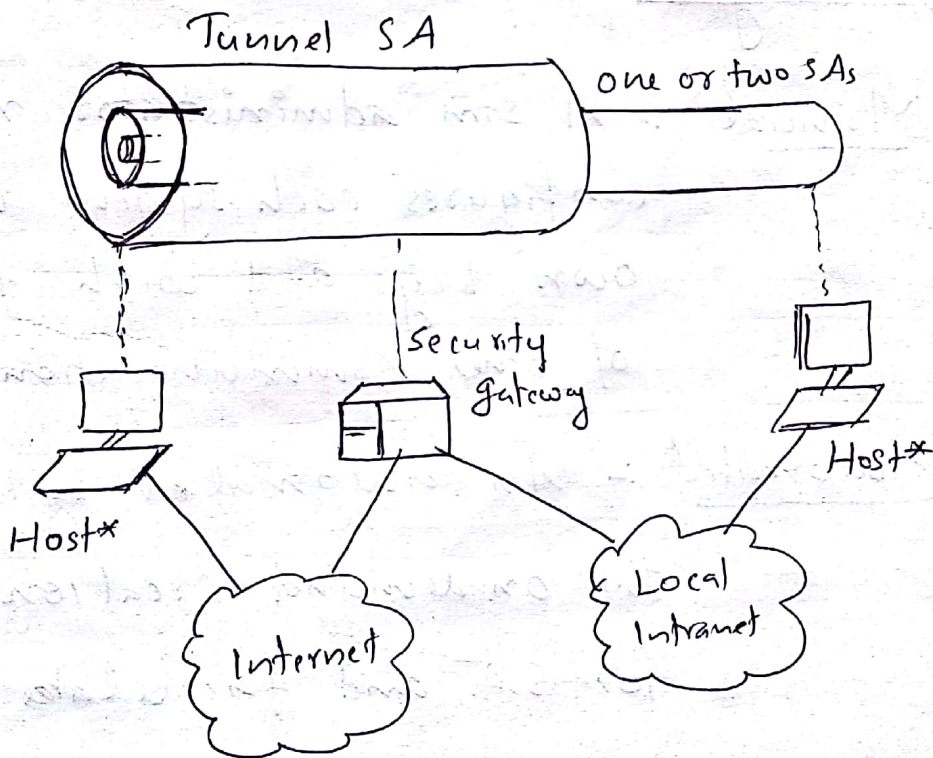 Tunnel SA
one or two SAs
security
gateway
Host*
Host*
Internet
Local
Intranet